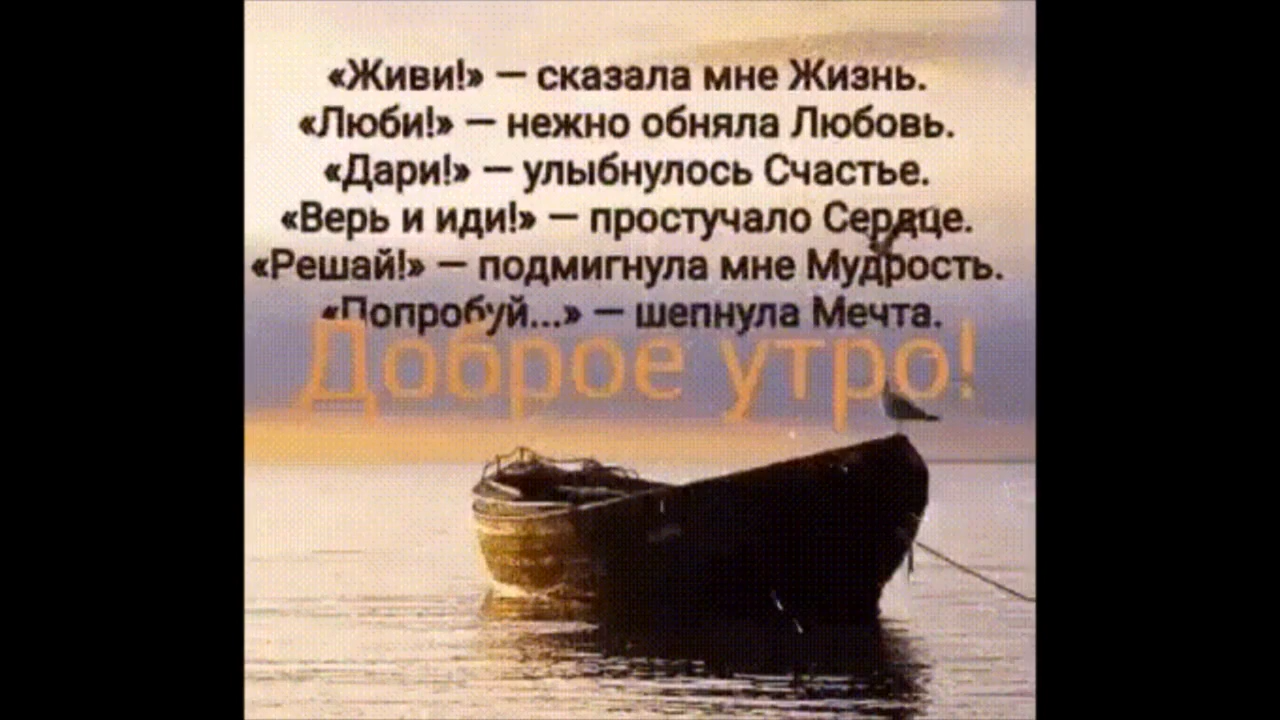 «Живи!» — сказала мне Жизнь.
«Люби!» — нежно обняла Любовь.
«Дари!» — улыбнулось Счастье.
«Верь и иди!» — простучало Сердце.
«Решай!» — подмигнула мне Мудрость.
«Попробуй...» — шепнула Мечта.
Доброе утро!